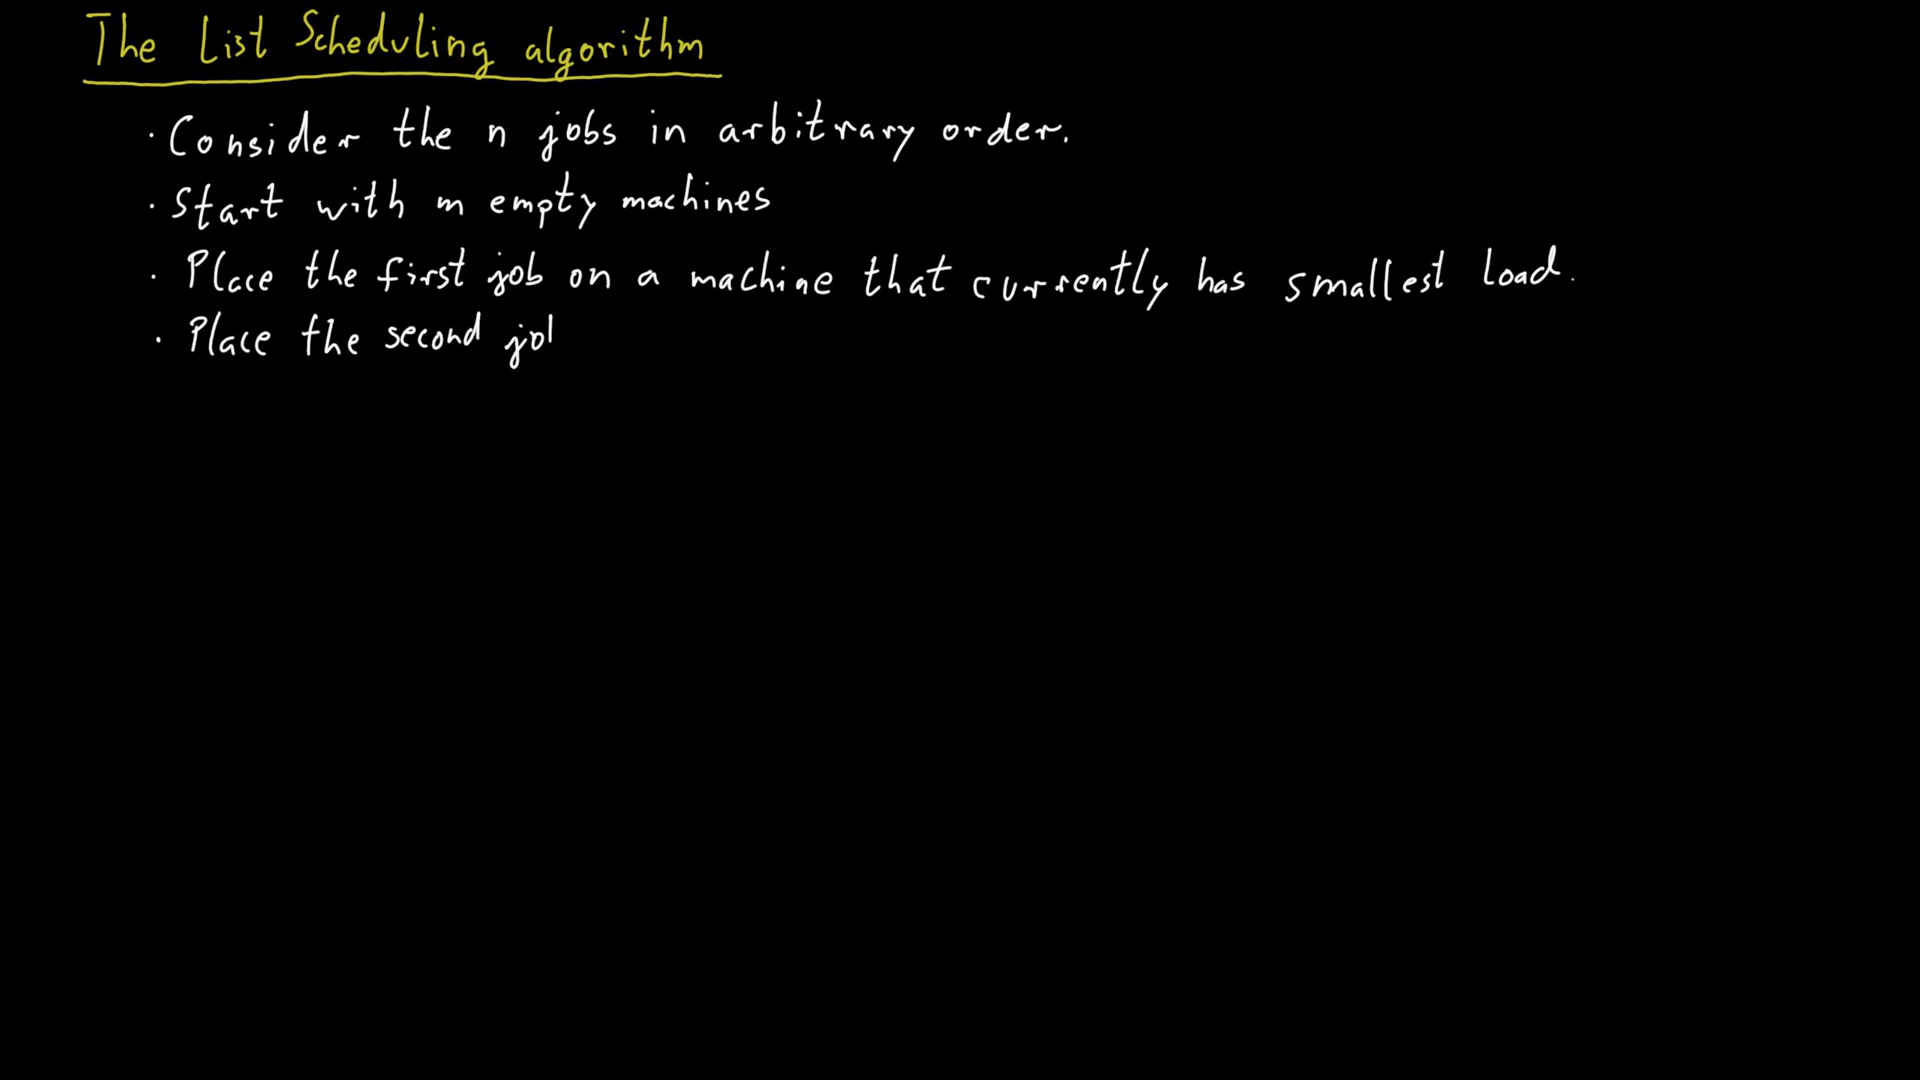 The List Scheduling algorithm
· Consider the n jobs in arbitrary order.
· Start with m empty machines
· Place the first job on a machine that currently has smallest load.
· Place the second